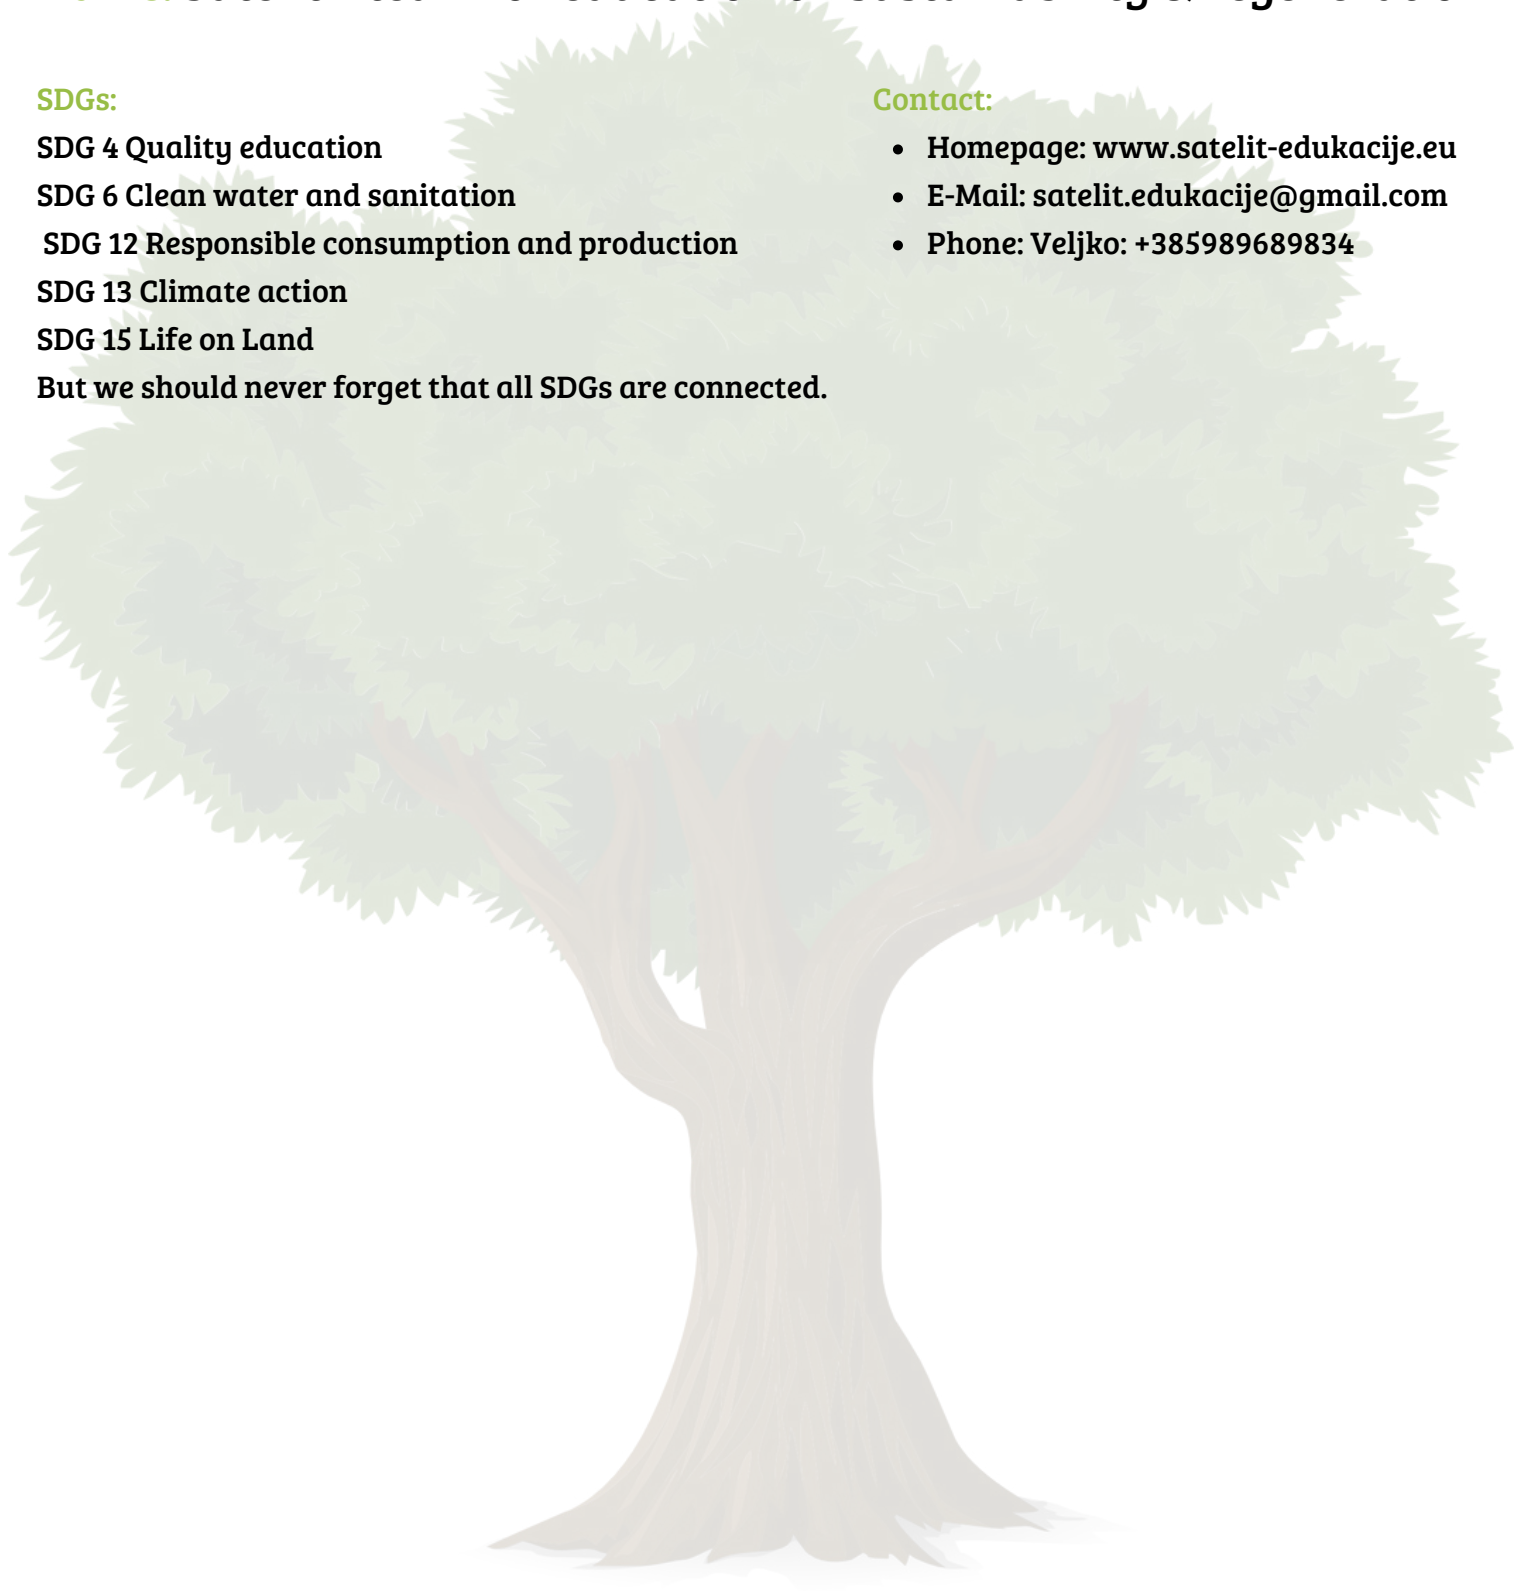 SDGs:
SDG 4 Quality education
SDG 6 Clean water and sanitation
SDG 12 Responsible consumption and production
SDG 13 Climate action
SDG 15 Life on Land
But we should never forget that all SDGs are connected.
Contact:
• Homepage: www.satelit-edukacije.eu
• E-Mail: satelit.edukacije@gmail.com
• Phone: Veljko: +385989689834